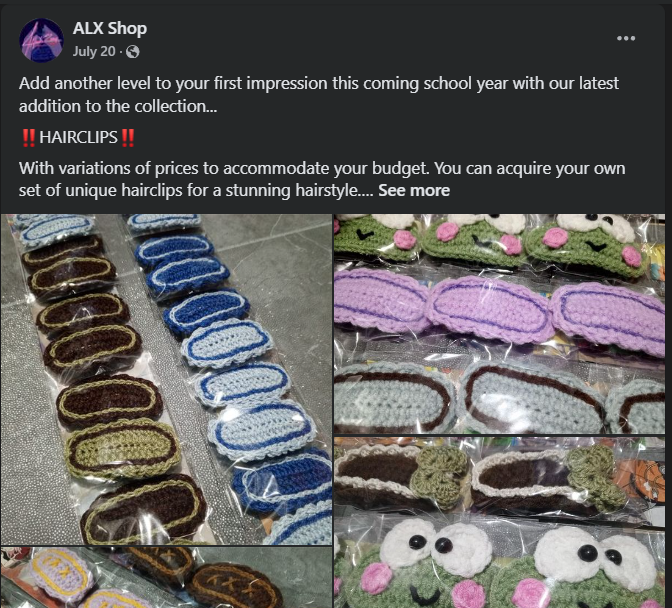 ALX Shop
July 20 ·
Add another level to your first impression this coming school year with our latest
addition to the collection...
‼️HAIRCLIPS‼️
With variations of prices to accommodate your budget. You can acquire your own
set of unique hairclips for a stunning hairstyle.... See more